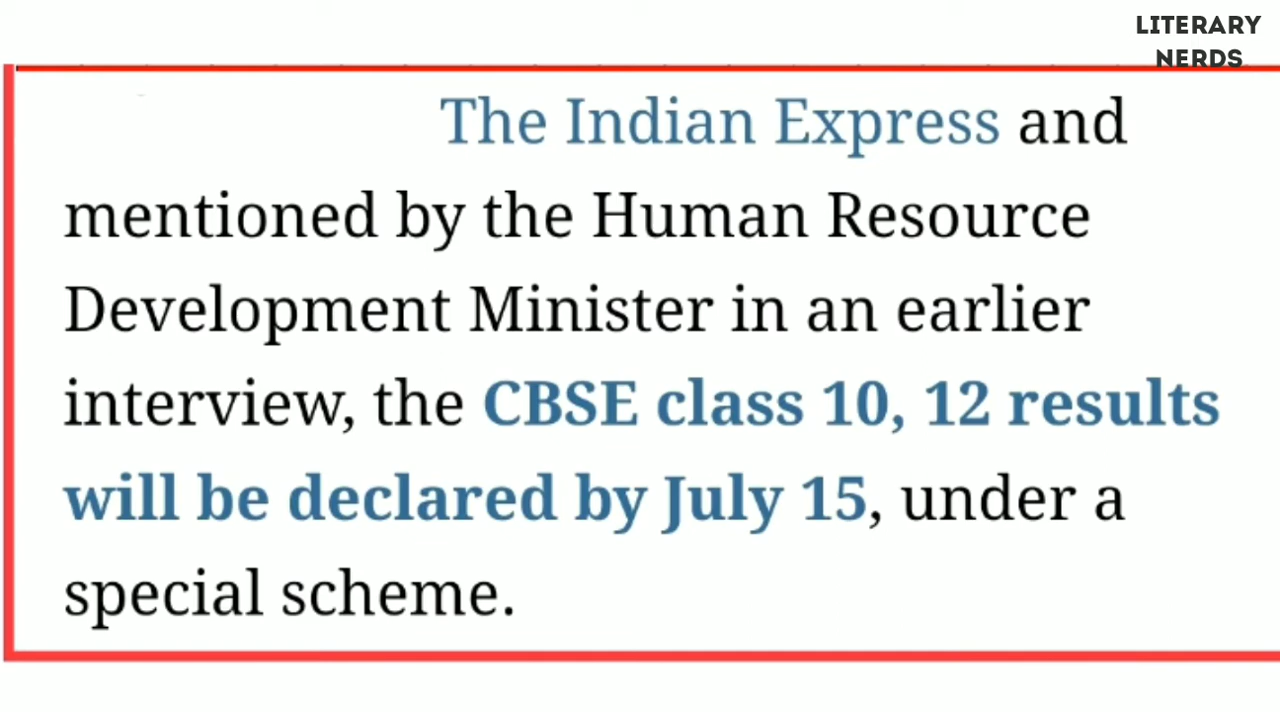 LITERARY
NERDS
The Indian Express and
mentioned by the Human Resource
Development Minister in an earlier
interview, the CBSE class 10, 12 results
will be declared by July 15, under a
special scheme.